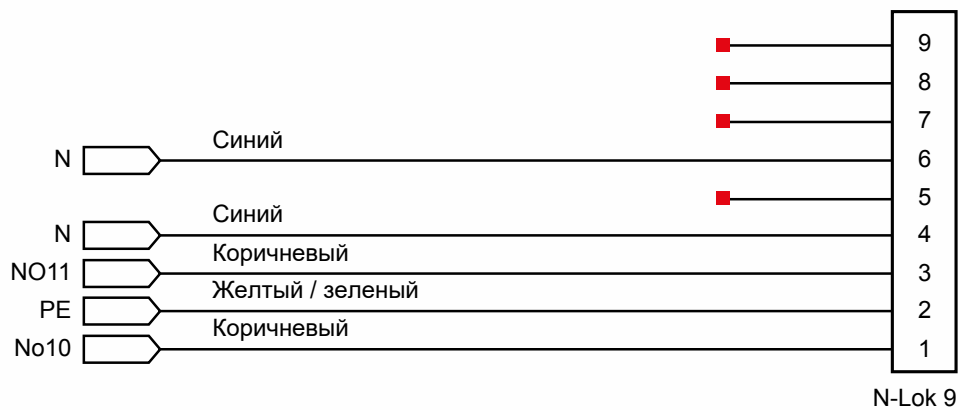 9
8
7
Синий
N 6
5
Синий
N 4
Коричневый
NO11 3
Желтый / зеленый
PE 2
Коричневый
No10 1
N-Lok 9